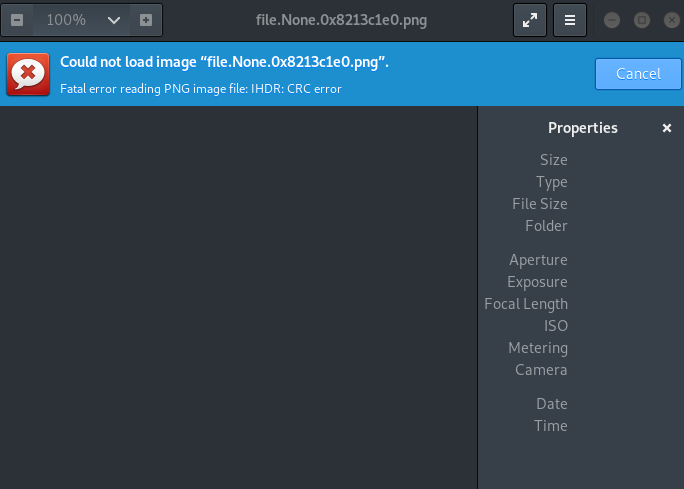 100%
file.None.0x8213c1e0.png
Could not load image “file.None.0x8213c1e0.png”.
Fatal error reading PNG image file: IHDR: CRC error
Cancel
Properties
Size
Type
File Size
Folder
Aperture
Exposure
Focal Length
ISO
Metering
Camera
Date
Time